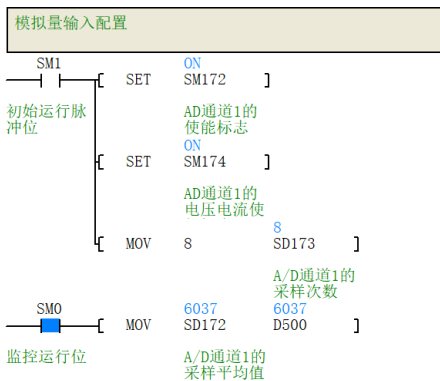 模拟量输入配置
SM1 ON
[ SET SM172 ]
初始运行脉
冲位
AD通道1的
使能标志
ON
[ SET SM174 ]
AD通道1的
电压电流使
8
[ MOV 8 SD173 ]
A/D通道1的
采样次数
SM0 6037 6037
[ MOV SD172 D500 ]
监控运行位 A/D通道1的
采样平均值